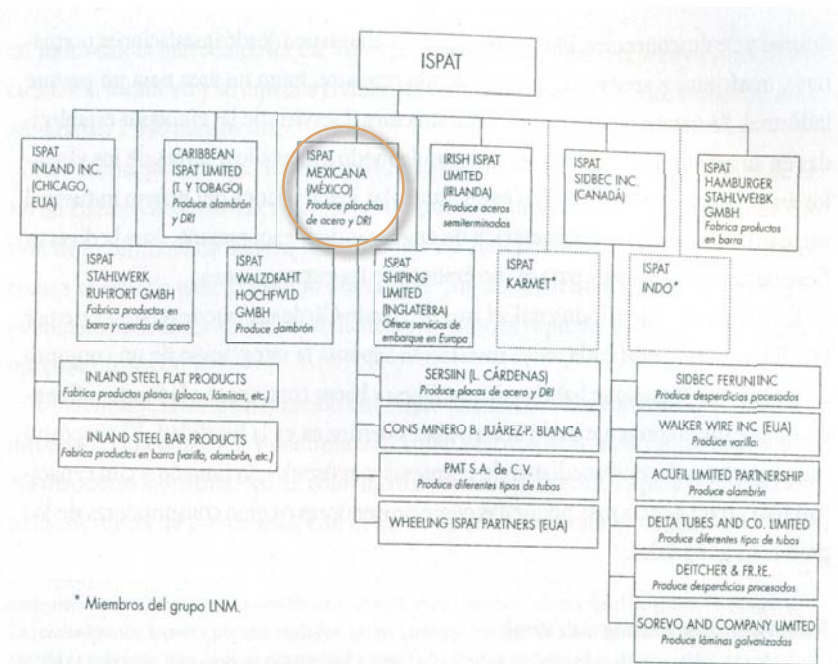 ISPAT
ISPAT
INLAND INC.
(CHICAGO,
EUA)
CARIBBEAN
ISPAT LIMITED
(T. Y TOBAGO)
Produce alambrón
y DRI
ISPAT
MEXICANA
(MÉXICO)
Produce planchón
de acero y DRI
IRISH ISPAT
LIMITED
(IRLANDA)
Produce aceros
semiterminados
ISPAT
SIDBEC INC.
(CANADÁ)
ISPAT
HAMBURGER
STAHLWEIBK
GMBH
Fabrica productos
en barra
ISPAT
STAHLWERK
RUHRORT GMBH
Fabrica productos en
barra y cuerdas de acero
ISPAT
WALZDIAHT
HOCHFVLD
GMBH
Produce alambrón
ISPAT
SHIPING
LIMITED
(INGLATERRA)
Ofrece servicios de
embarque en Europa
ISPAT
KARMET*
ISPAT
INDO*
INLAND STEEL FLAT PRODUCTS
Fabrica productos planos (placas, láminas, etc.)
INLAND STEEL BAR PRODUCTS
Fabrica productos en barra (varilla, alambrón, etc.)
SERSIIN (L. CÁRDENAS)
Produce placas de acero y DRI
CONS MINERO B; JUÁREZ-P. BLANCA
PMT S.A. de C.V.
Produce diferentes tipos de tubos
WHEELING ISPAT PARTNERS (EUA)
SIDBEC FERUNI INC
Produce desperdicios pocesados
WALKER WIRE INC (EUA)
Produce varilla
ACUFIL LIMITED PARTNERSHIP
Produce alambrón
DELTA TUBES AND CO. LIMITED
Produce diferentes tipos de tubos
DEITCHER & FR.RE.
Produce desperdicios procesados
SOREVO AND COMPANY LIMITED
Produce láminas galvanizadas
* Miembros del grupo LNM.